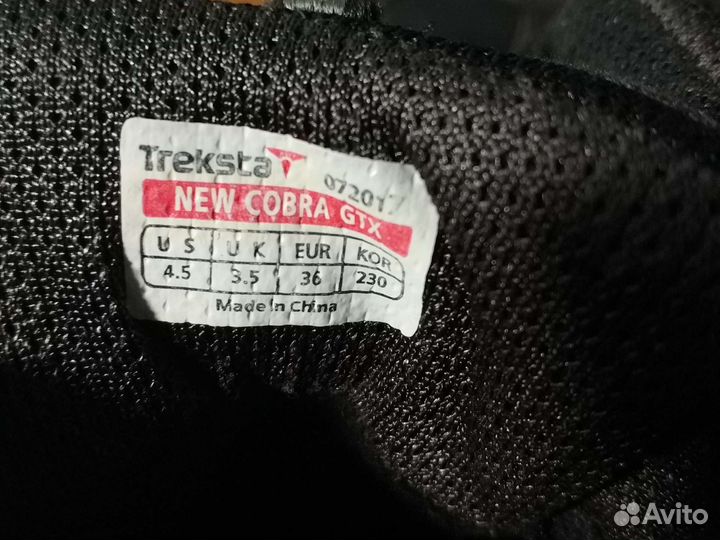 Treksta
072017
NEW COBRA GTX
US UK EUR KOR
4.5 3.5 36 230
Made in China
Avito